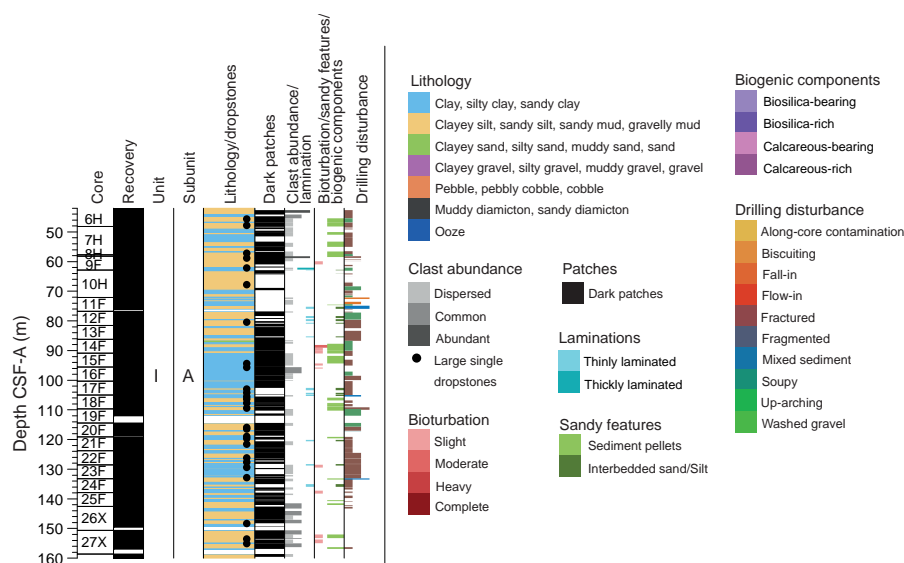 Core
Recovery
Unit
Subunit
Lithology/dropstones
Dark patches
Clast abundance/
lamination
Bioturbation/sandy features/
biogenic components
Drilling disturbance
Depth CSF-A (m)
50
60
70
80
90
100
110
120
130
140
150
160
6H
7H
8H
9F
10H
11F
12F
13F
14F
15F
16F
17F
18F
19F
20F
21F
22F
23F
24F
25F
26X
27X
I
A
Lithology
Clay, silty clay, sandy clay
Clayey silt, sandy silt, sandy mud, gravelly mud
Clayey sand, silty sand, muddy sand, sand
Clayey gravel, silty gravel, muddy gravel, gravel
Pebble, pebbly cobble, cobble
Muddy diamicton, sandy diamicton
Ooze
Clast abundance
Dispersed
Common
Abundant
Large single
dropstones
Bioturbation
Slight
Moderate
Heavy
Complete
Patches
Dark patches
Laminations
Thinly laminated
Thickly laminated
Sandy features
Sediment pellets
Interbedded sand/Silt
Biogenic components
Biosilica-bearing
Biosilica-rich
Calcareous-bearing
Calcareous-rich
Drilling disturbance
Along-core contamination
Biscuiting
Fall-in
Flow-in
Fractured
Fragmented
Mixed sediment
Soupy
Up-arching
Washed gravel